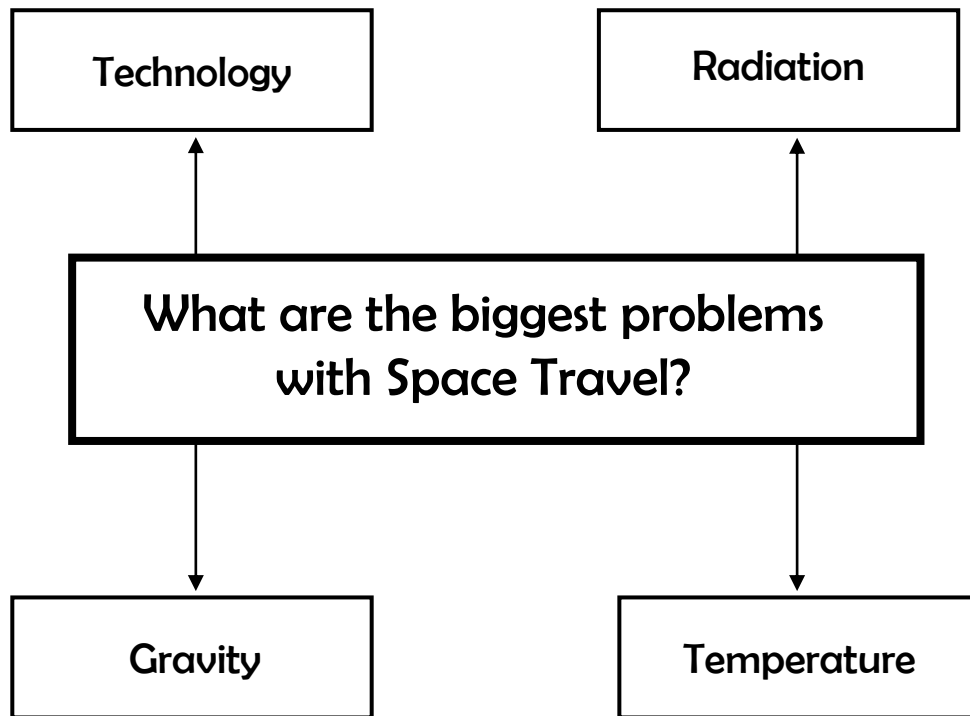 Technology
Radiation
What are the biggest problems
with Space Travel?
Gravity
Temperature